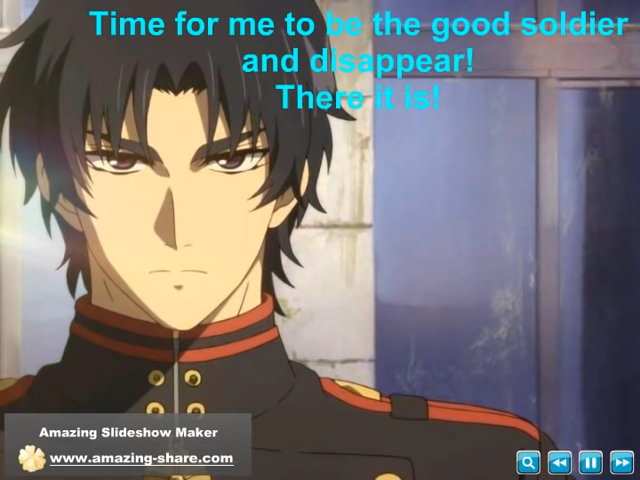 Time for me to be the good soldier
and disappear!
There it is!
Amazing Slideshow Maker
www.amazing-share.com